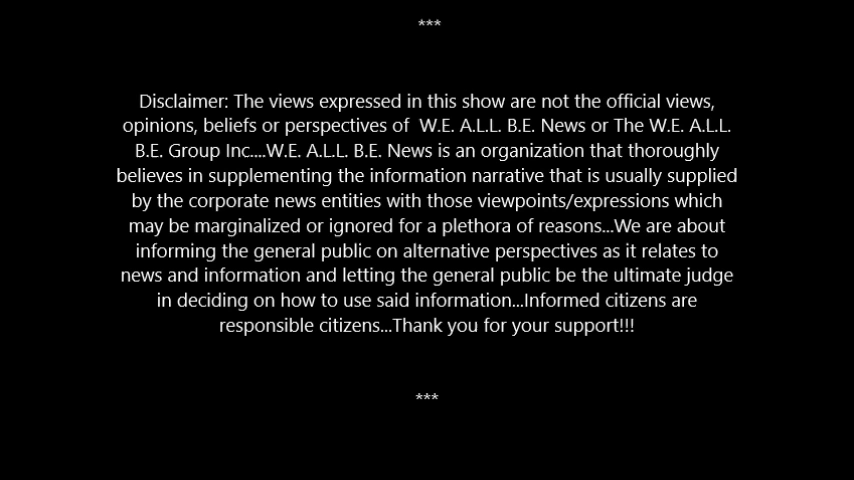 ***
Disclaimer: The views expressed in this show are not the official views,
opinions, beliefs or perspectives of  W.E. A.L.L. B.E. News or The W.E. A.L.L.
B.E. Group Inc....W.E. A.L.L. B.E. News is an organization that thoroughly
believes in supplementing the information narrative that is usually supplied
by the corporate news entities with those viewpoints/expressions which
may be marginalized or ignored for a plethora of reasons...We are about
informing the general public on alternative perspectives as it relates to
news and information and letting the general public be the ultimate judge
in deciding on how to use said information...Informed citizens are
responsible citizens...Thank you for your support!!!
***